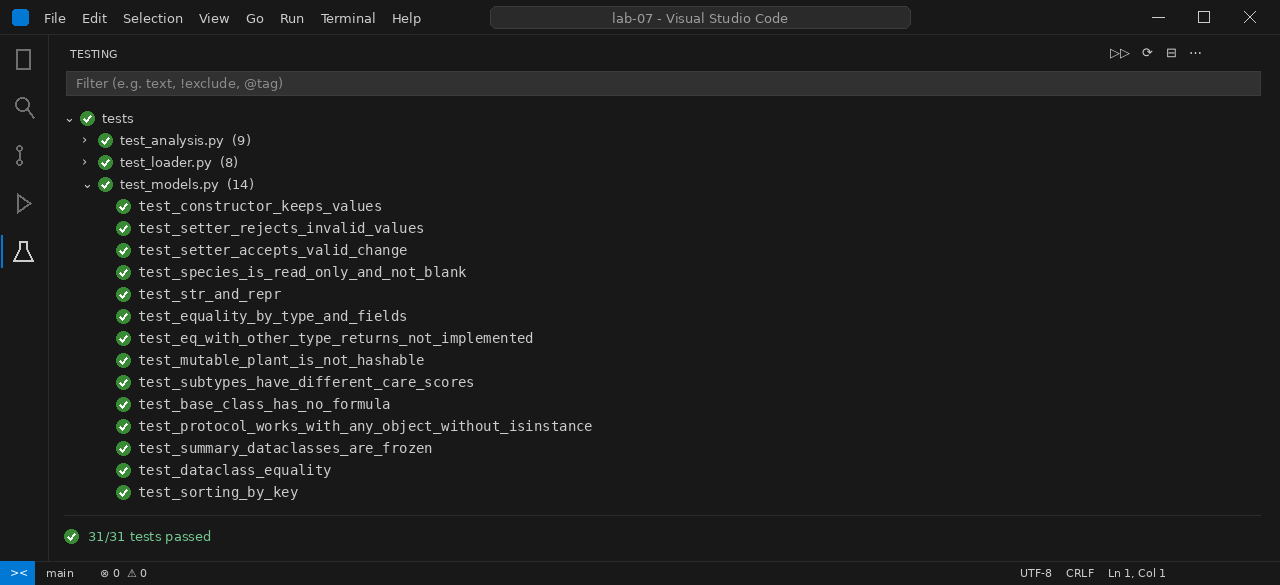 File Edit Selection View Go Run Terminal Help lab-07 - Visual Studio Code
TESTING
Filter (e.g. text, !exclude, @tag)
tests
test_analysis.py (9)
test_loader.py (8)
test_models.py (14)
test_constructor_keeps_values
test_setter_rejects_invalid_values
test_setter_accepts_valid_change
test_species_is_read_only_and_not_blank
test_str_and_repr
test_equality_by_type_and_fields
test_eq_with_other_type_returns_not_implemented
test_mutable_plant_is_not_hashable
test_subtypes_have_different_care_scores
test_base_class_has_no_formula
test_protocol_works_with_any_object_without_isinstance
test_summary_dataclasses_are_frozen
test_dataclass_equality
test_sorting_by_key
31/31 tests passed
>< main ⊗ 0 ⚠ 0 UTF-8 CRLF Ln 1, Col 1